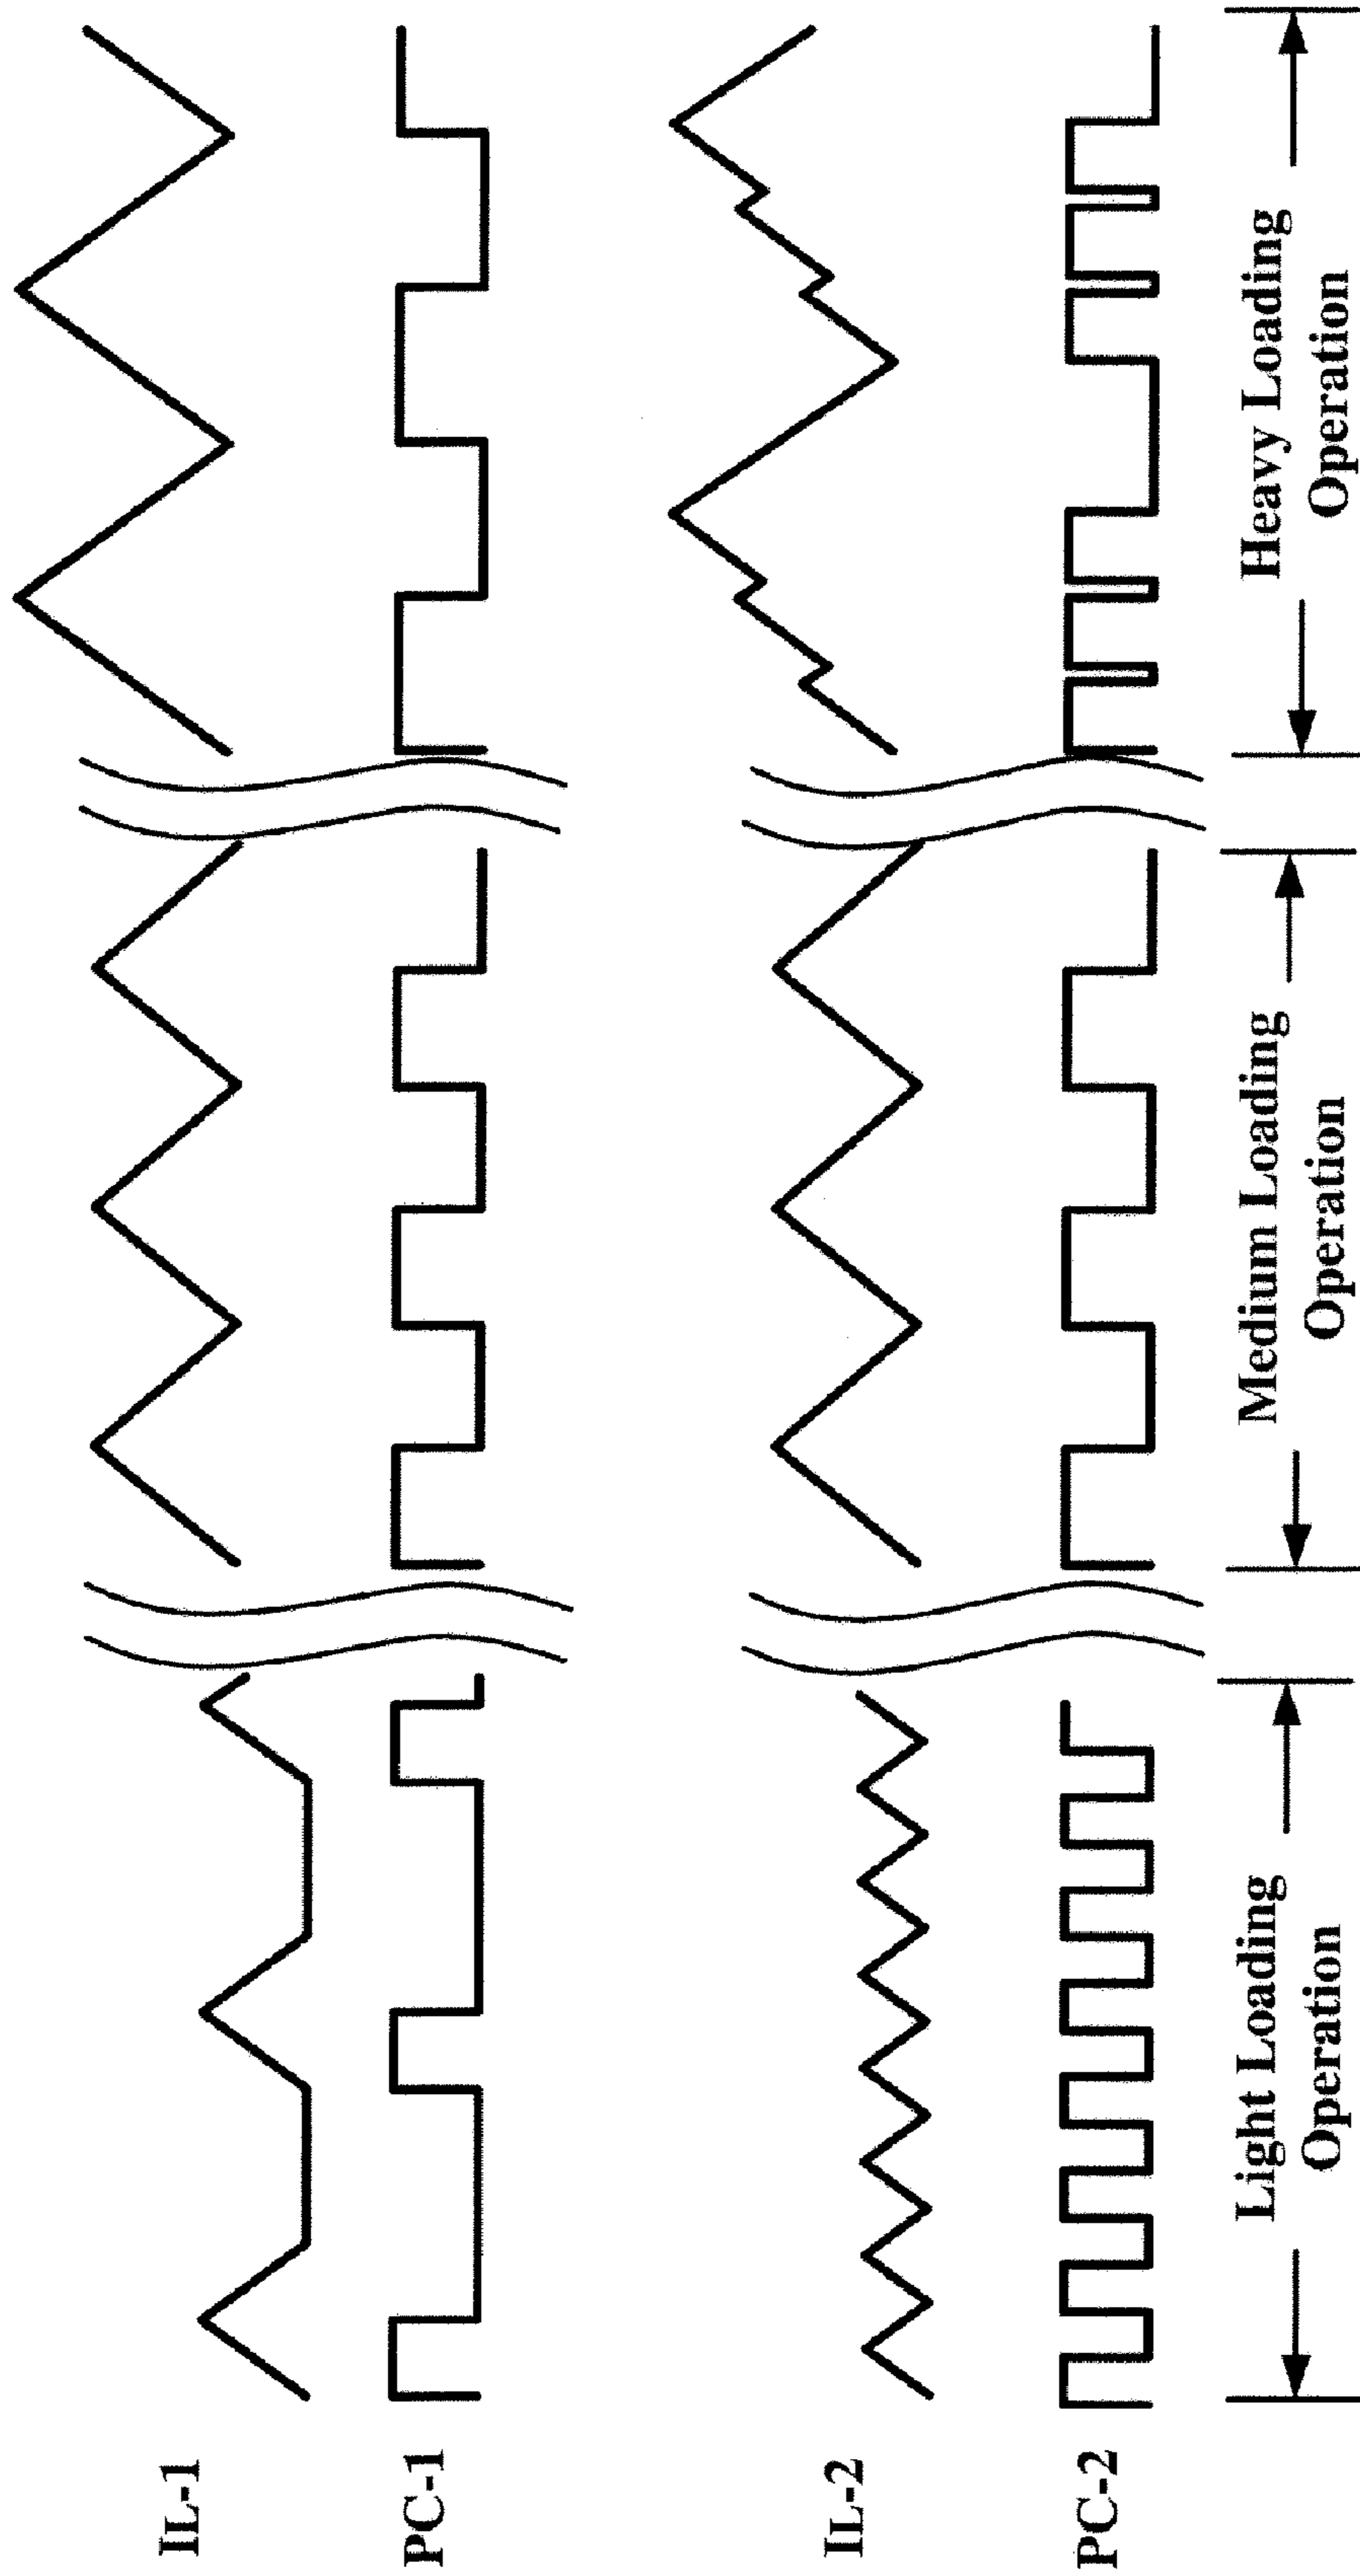 IL-1
PC-1
IL-2
PC-2
Light Loading
Operation
Medium Loading
Operation
Heavy Loading
Operation